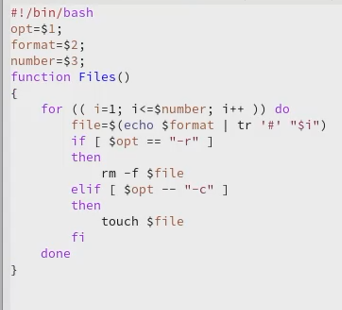 #!/bin/bash
opt=$1;
format=$2;
number=$3;
function Files()
{
    for (( i=1; i<=$number; i++ )) do
        file=$(echo $format | tr '#' "$i")
        if [ $opt == "-r" ]
        then
            rm -f $file
        elif [ $opt -- "-c" ]
        then
            touch $file
        fi
    done
}